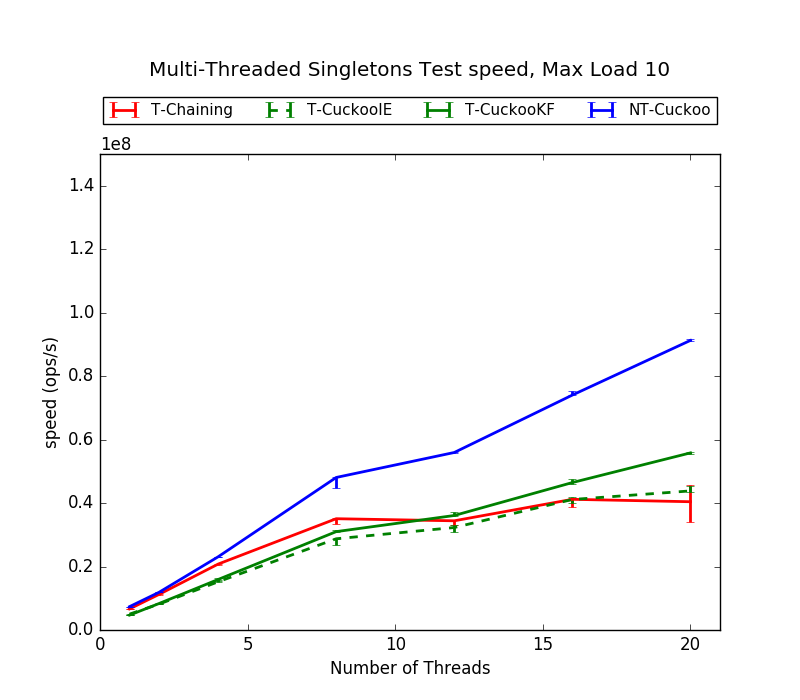 Multi-Threaded Singletons Test speed, Max Load 10
T-Chaining T-CuckooIE T-CuckooKF NT-Cuckoo
1e8
1.4
1.2
1.0
0.8
0.6
0.4
0.2
0.0
speed (ops/s)
0 5 10 15 20
Number of Threads